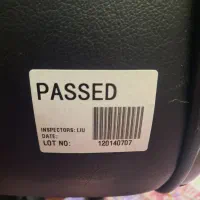 PASSED
INSPECTORS: LIU
DATE:
LOT NO: 120140707